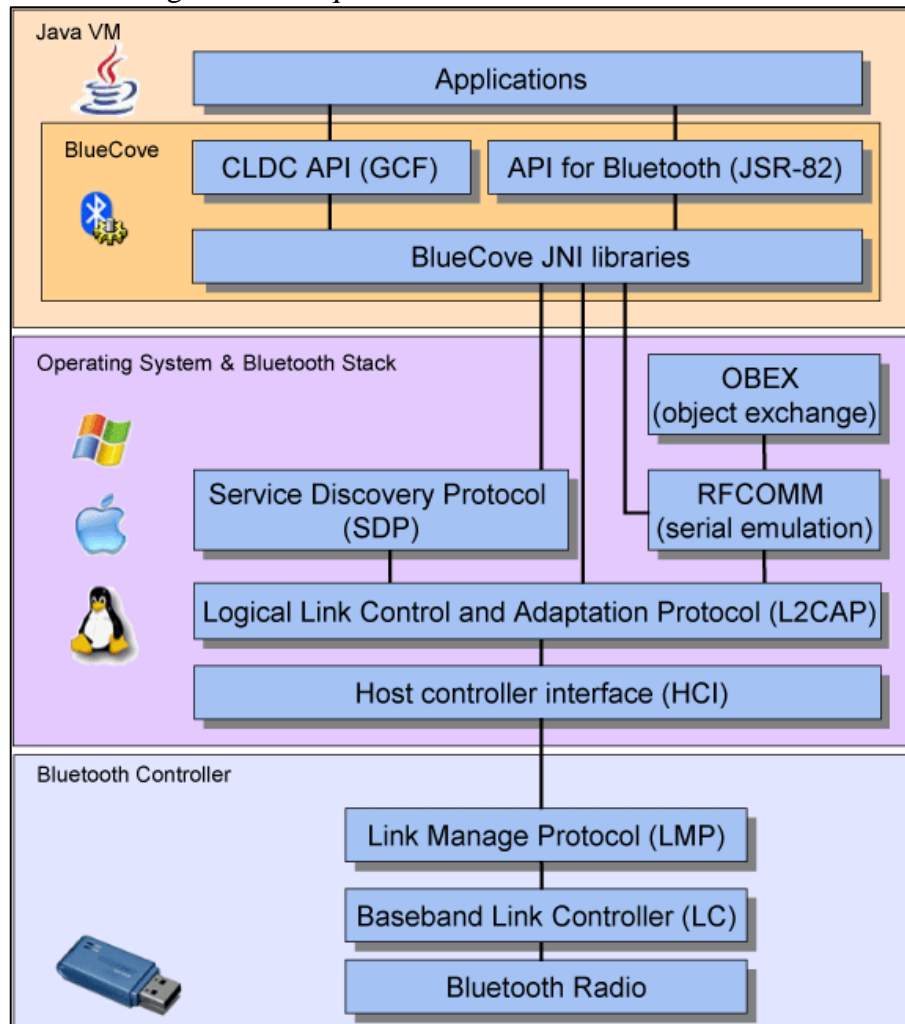 Java VM
Applications
BlueCove
CLDC API (GCF)
API for Bluetooth (JSR-82)
BlueCove JNI libraries
Operating System & Bluetooth Stack
OBEX
(object exchange)
Service Discovery Protocol
(SDP)
RFCOMM
(serial emulation)
Logical Link Control and Adaptation Protocol (L2CAP)
Host controller interface (HCI)
Bluetooth Controller
Link Manage Protocol (LMP)
Baseband Link Controller (LC)
Bluetooth Radio